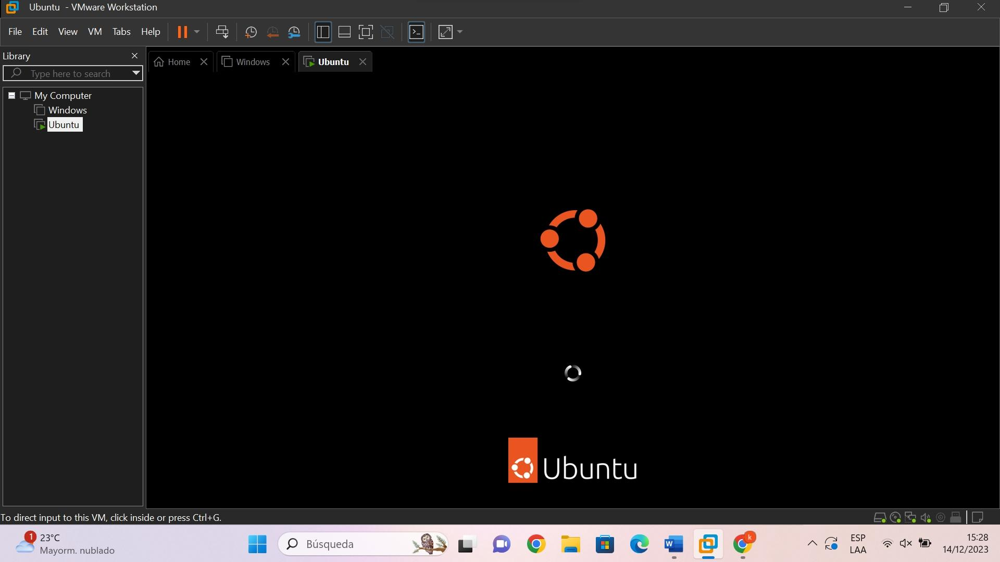 Ubuntu - VMware Workstation
File Edit View VM Tabs Help
Library
Home
Windows
Ubuntu
Type here to search
My Computer
Windows
Ubuntu
Ubuntu
To direct input to this VM, click inside or press Ctrl+G.
1
23°C
Mayorm. nublado
Búsqueda
W
k
ESP
LAA
15:28
14/12/2023